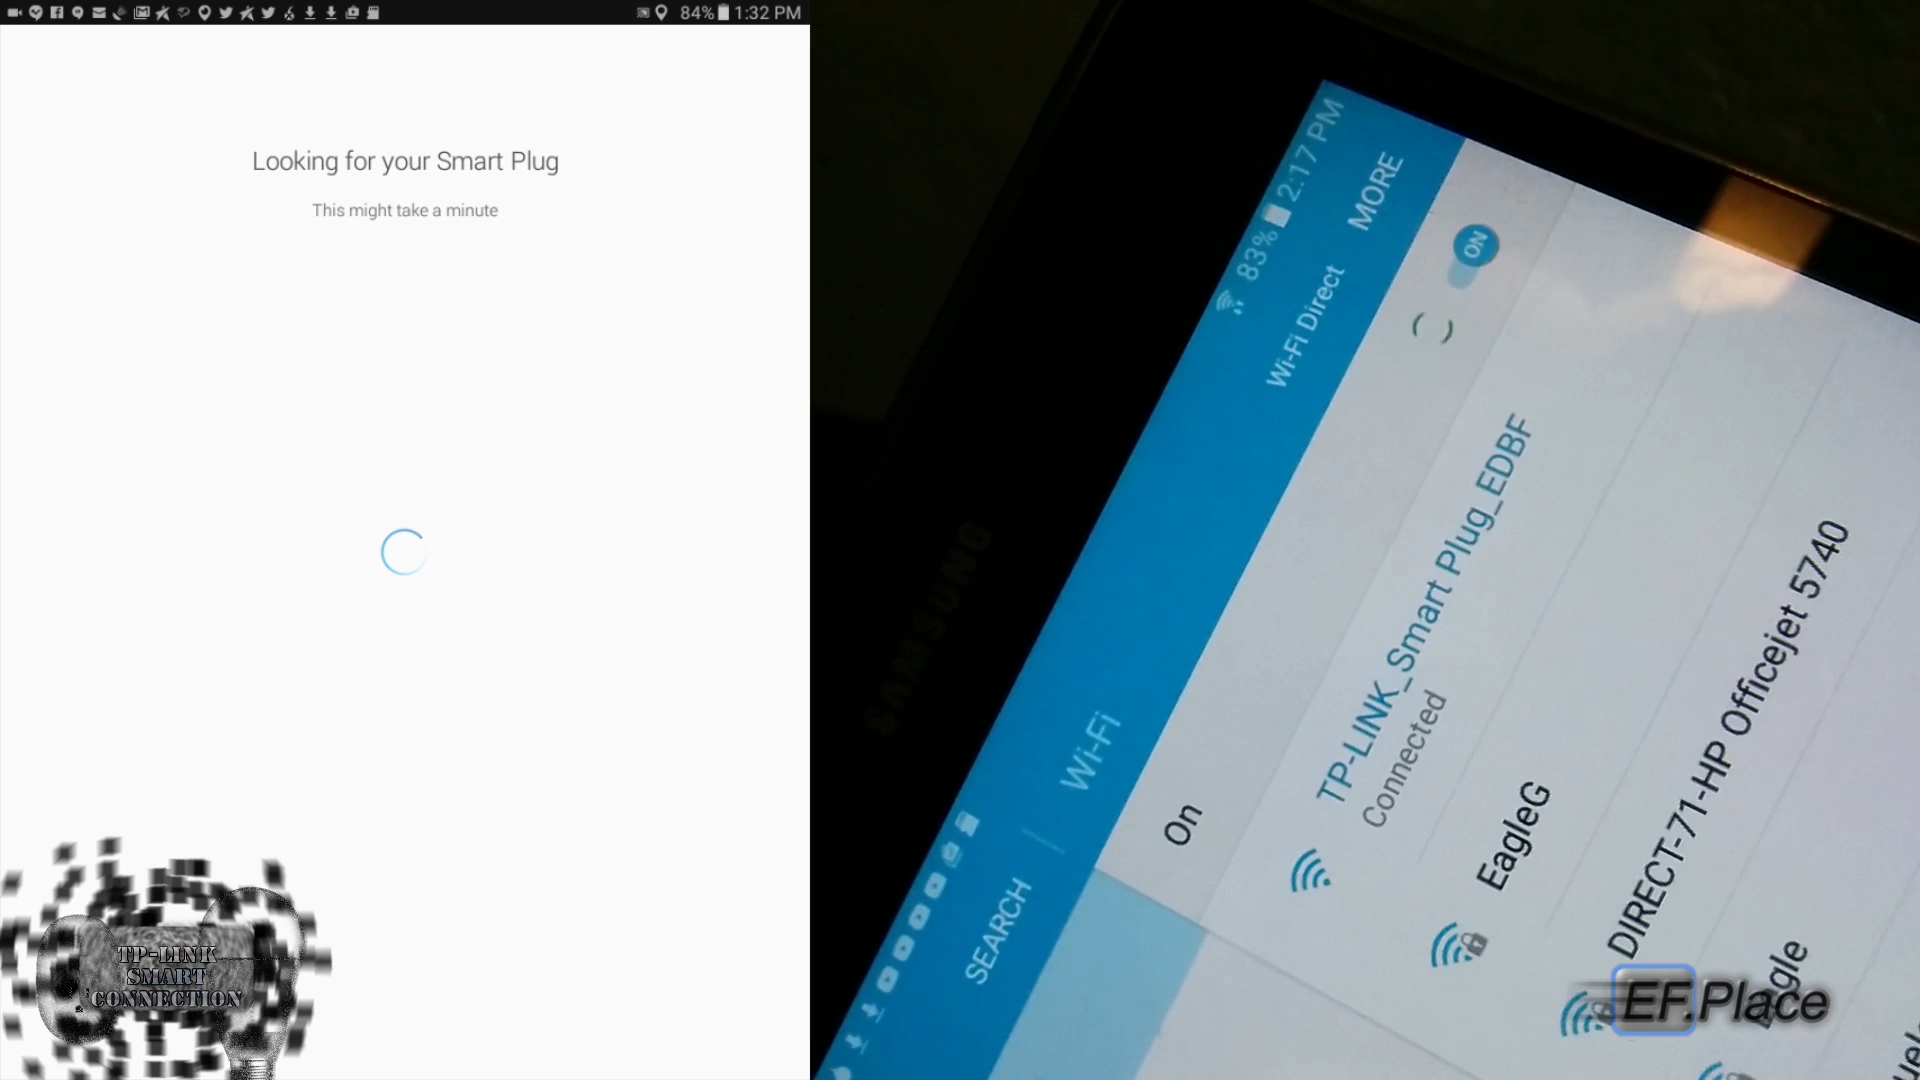 84% 1:32 PM
Looking for your Smart Plug
This might take a minute
TP-LINK
SMART
CONNECTION
83% 2:17 PM
SEARCH
Wi-Fi
Wi-Fi Direct
MORE
On
ON
TP-LINK_Smart Plug_EDBF
Connected
EagleG
DIRECT-71-HP Officejet 5740
Eagle
SAMSUNG
EF.Place